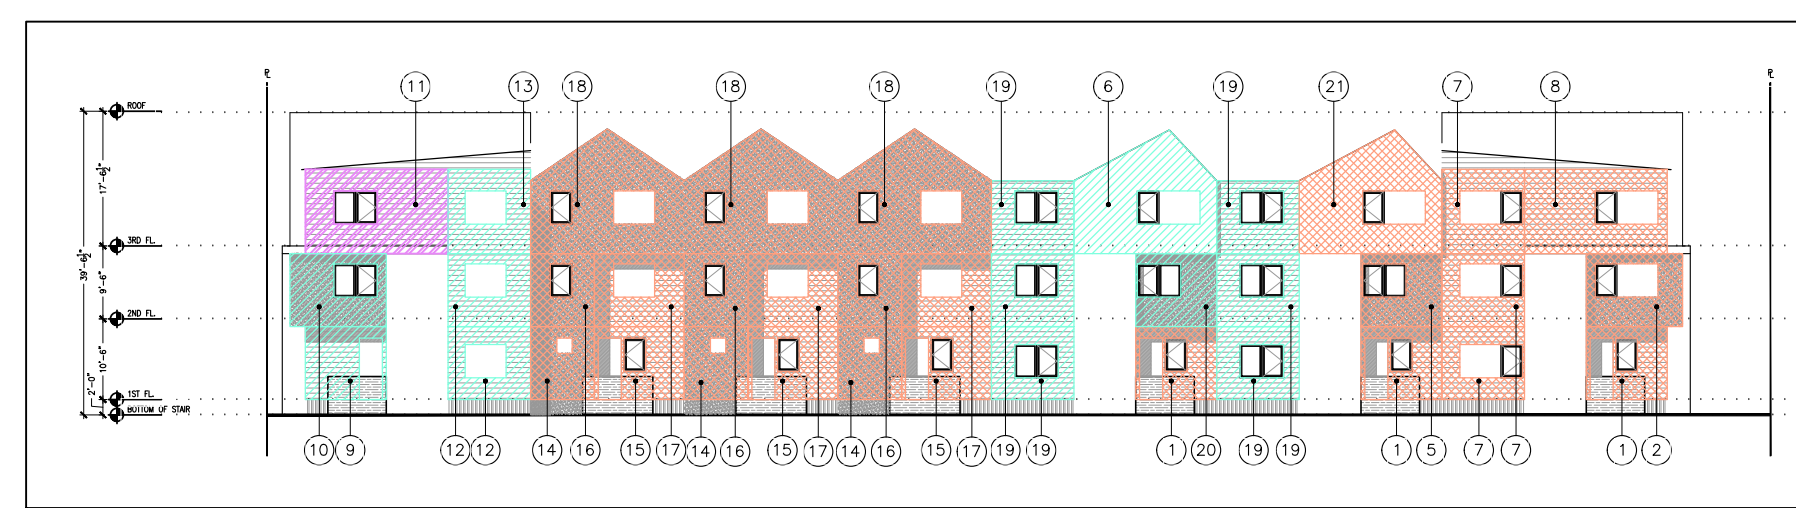 ℄ ℄
11 13 18 18 18 19 6 19 21 7 8
ROOF
17'-6½"
3RD FL.
39'-6½"
9'-6"
2ND FL.
10'-6"
1ST FL.
2'-0"
BOTTOM OF STAIR
10 9 12 12 14 16 15 17 14 16 15 17 14 16 15 17 19 19 1 20 19 19 1 5 7 7 1 2